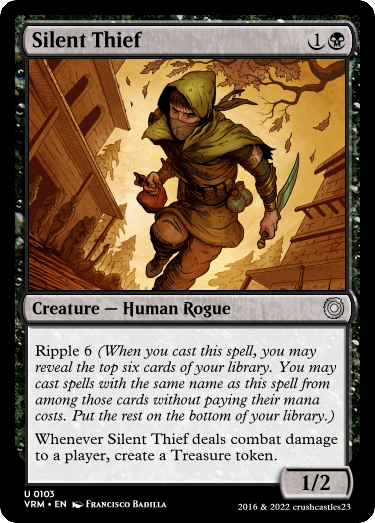 Silent Thief 1
Creature — Human Rogue
Ripple 6 (When you cast this spell, you may
reveal the top six cards of your library. You may
cast spells with the same name as this spell from
among those cards without paying their mana
costs. Put the rest on the bottom of your library.)
Whenever Silent Thief deals combat damage
to a player, create a Treasure token.
1/2
U 0103
VRM • EN Francisco Badilla
2016 & 2022 crushcastles23